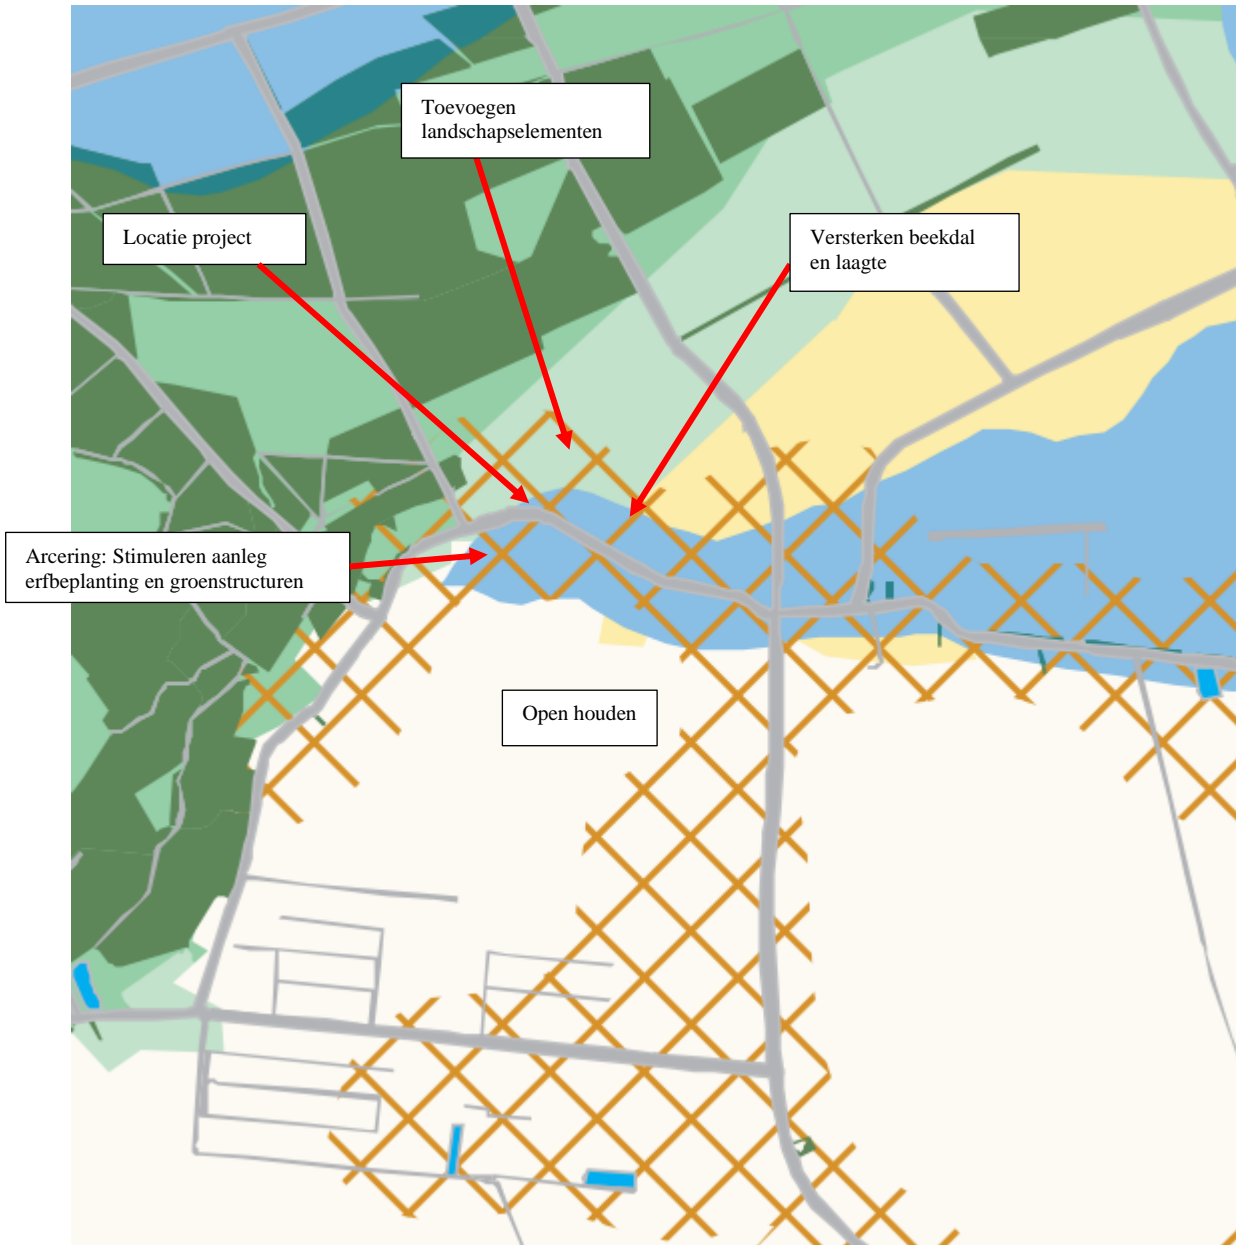 Toevoegen
landschapselementen
Locatie project
Versterken beekdal
en laagte
Arcering: Stimuleren aanleg
erfbeplanting en groenstructuren
Open houden